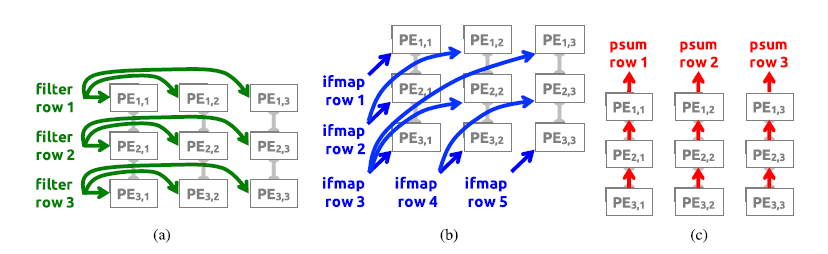 filter
row 1
PE1,1
PE1,2
PE1,3
filter
row 2
PE2,1
PE2,2
PE2,3
filter
row 3
PE3,1
PE3,2
PE3,3
(a)
PE1,1
PE1,2
PE1,3
ifmap
row 1
PE2,1
PE2,2
PE2,3
ifmap
row 2
PE3,1
PE3,2
PE3,3
ifmap
row 3
ifmap
row 4
ifmap
row 5
(b)
psum
row 1
psum
row 2
psum
row 3
PE1,1
PE1,2
PE1,3
PE2,1
PE2,2
PE2,3
PE3,1
PE3,2
PE3,3
(c)